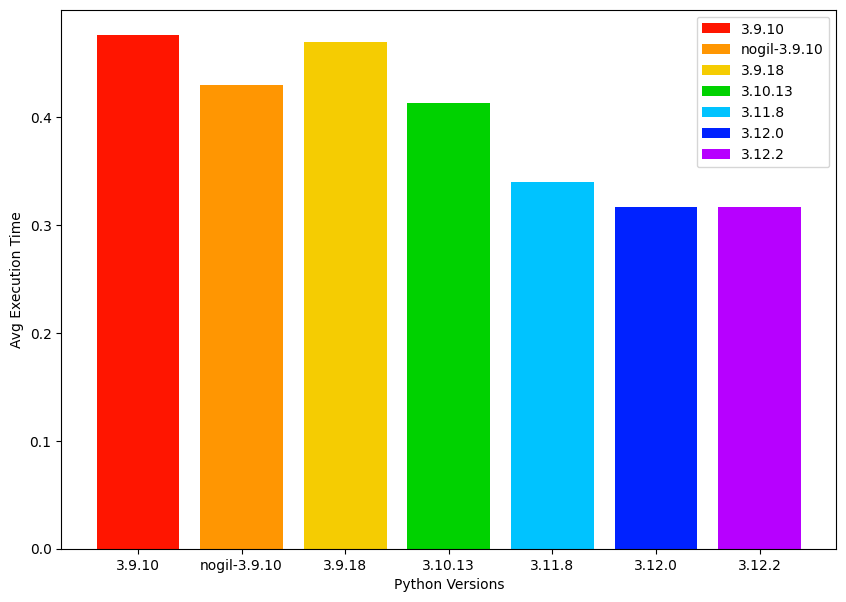 3.9.10
nogil-3.9.10
3.9.18
3.10.13
3.11.8
3.12.0
3.12.2
Avg Execution Time
0.4
0.3
0.2
0.1
0.0
3.9.10 nogil-3.9.10 3.9.18 3.10.13 3.11.8 3.12.0 3.12.2
Python Versions